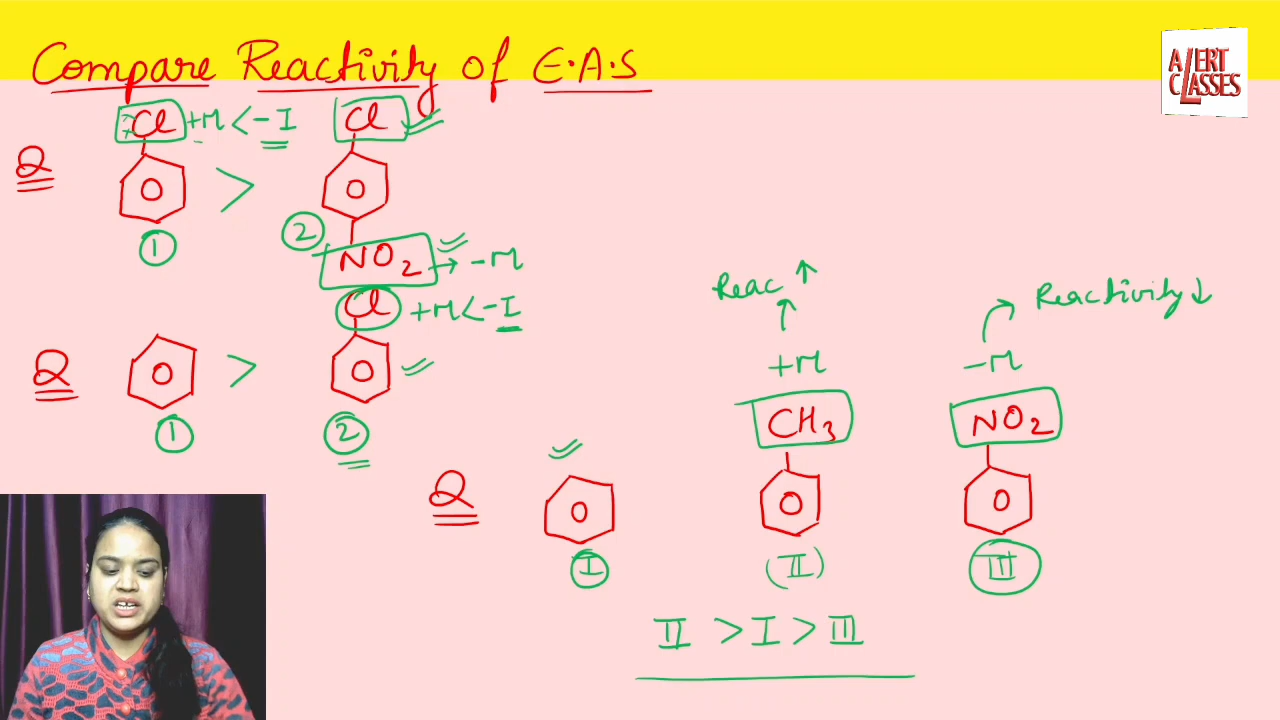 Compare Reactivity of E.A.S
ALERT
CLASSES
Q
Cl +M < -I
>
Cl
①
②
NO2 → -M
Q
>
Cl +M < -I
①
②
Reac ↑
Reactivity ↓
+M
-M
Q
CH3
NO2
I
(II)
III
II > I > III